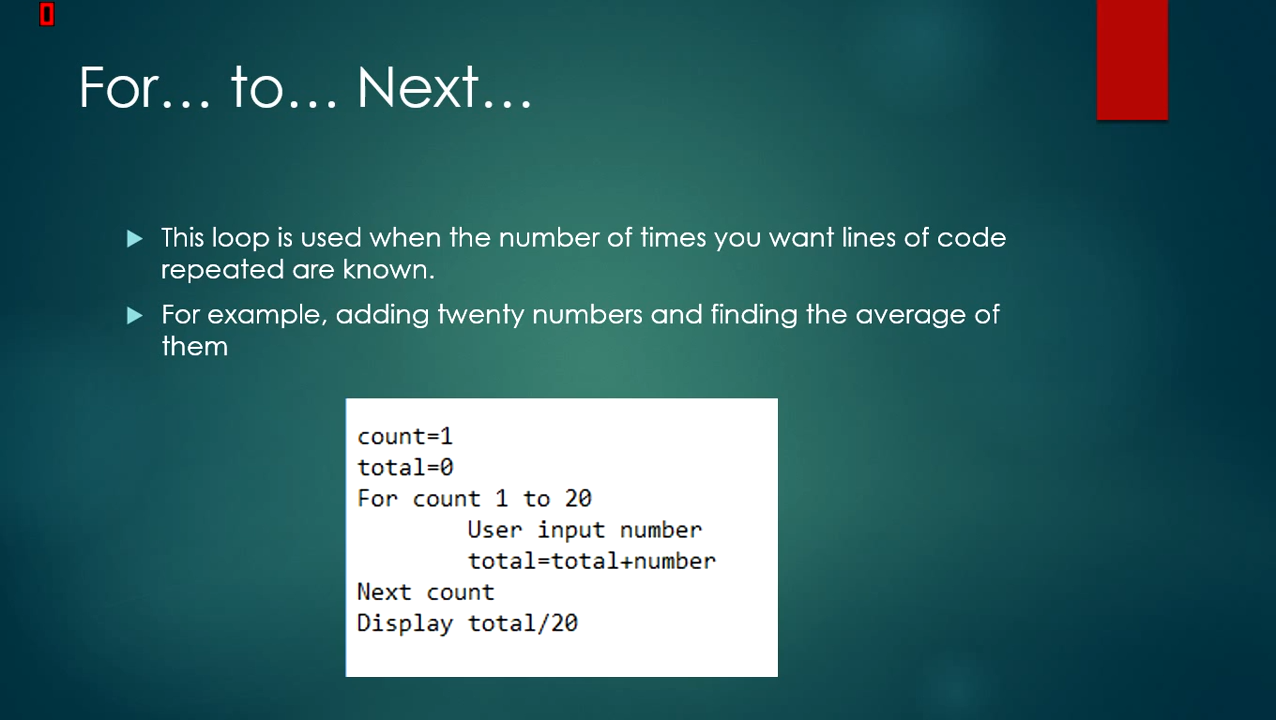 0
For... to... Next...
This loop is used when the number of times you want lines of code
repeated are known.
For example, adding twenty numbers and finding the average of
them
count=1
total=0
For count 1 to 20
User input number
total=total+number
Next count
Display total/20